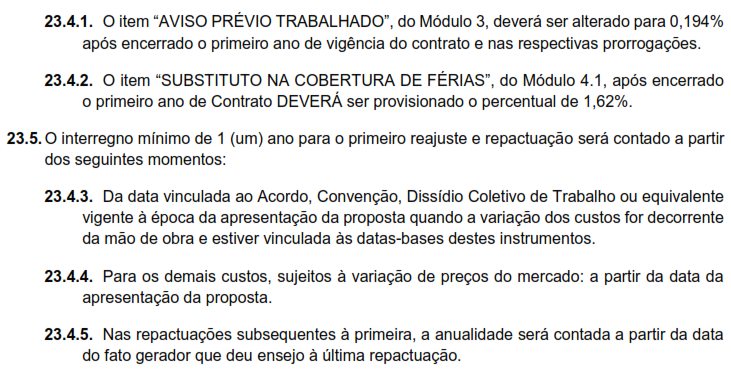 23.4.1. O item “AVISO PRÉVIO TRABALHADO”, do Módulo 3, deverá ser alterado para 0,194%
após encerrado o primeiro ano de vigência do contrato e nas respectivas prorrogações.
23.4.2. O item “SUBSTITUTO NA COBERTURA DE FÉRIAS”, do Módulo 4.1, após encerrado
o primeiro ano de Contrato DEVERÁ ser provisionado o percentual de 1,62%.
23.5. O interregno mínimo de 1 (um) ano para o primeiro reajuste e repactuação será contado a partir
dos seguintes momentos:
23.4.3. Da data vinculada ao Acordo, Convenção, Dissídio Coletivo de Trabalho ou equivalente
vigente à época da apresentação da proposta quando a variação dos custos for decorrente
da mão de obra e estiver vinculada às datas-bases destes instrumentos.
23.4.4. Para os demais custos, sujeitos à variação de preços do mercado: a partir da data da
apresentação da proposta.
23.4.5. Nas repactuações subsequentes à primeira, a anualidade será contada a partir da data
do fato gerador que deu ensejo à última repactuação.